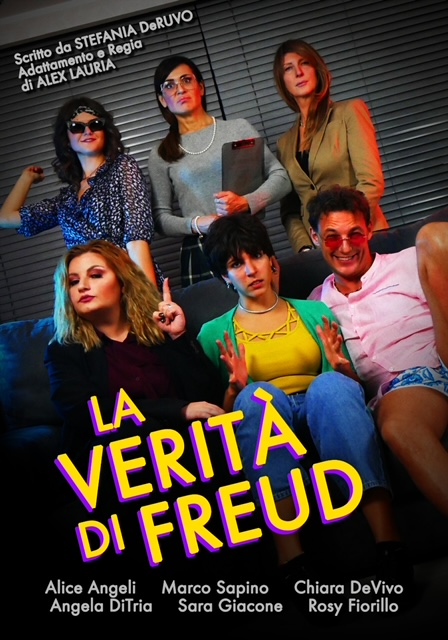 Scritto da STEFANIA DeRUVO
Adattamento e Regia
di ALEX LAURIA
LA
VERITÀ
DI FREUD
Alice Angeli Marco Sapino Chiara DeVivo
Angela DiTria Sara Giacone Rosy Fiorillo